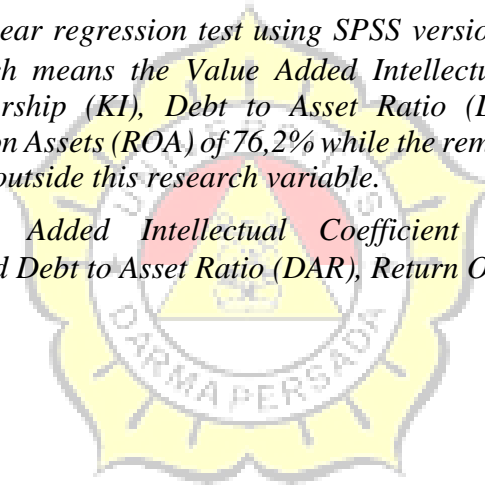 ear regression test using SPSS versio
ch means the Value Added Intellectu
ership (KI), Debt to Asset Ratio (D
on Assets (ROA) of 76,2% while the rem
outside this research variable.
Added Intellectual Coefficient
d Debt to Asset Ratio (DAR), Return O
DARMA PERSADA